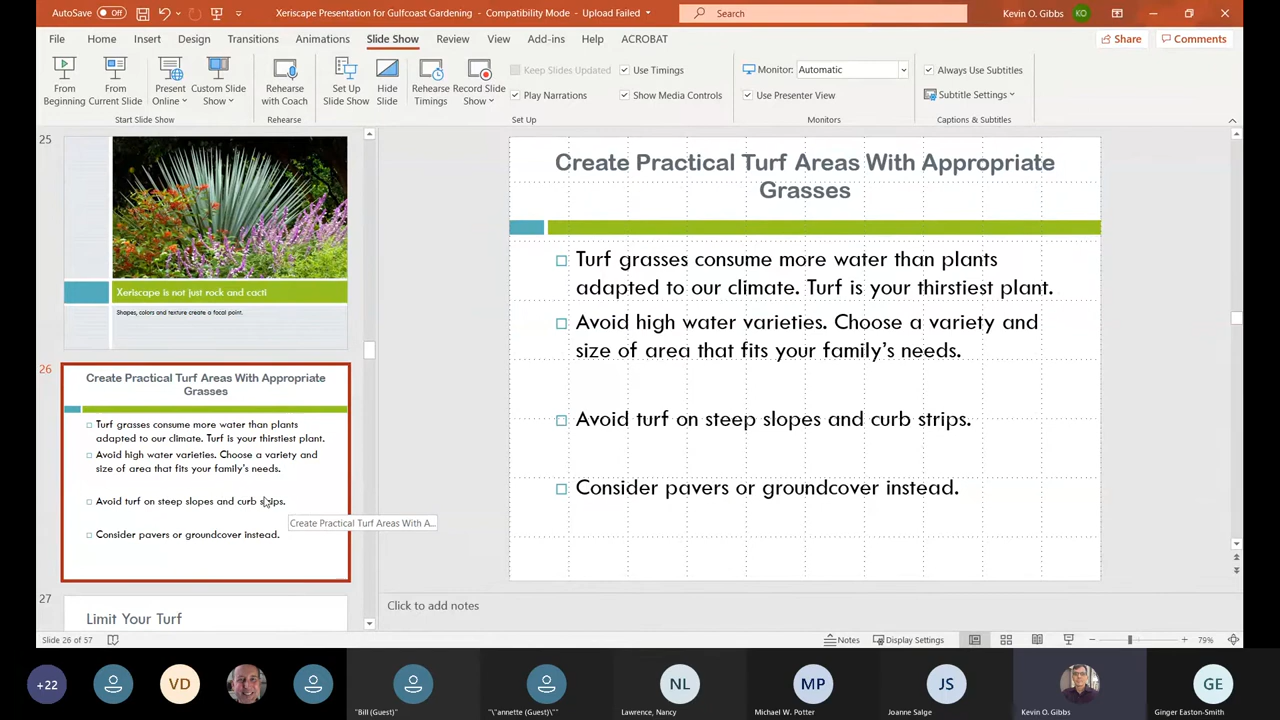 AutoSave Off Xeriscape Presentation for Gulfcoast Gardening - Compatibility Mode - Upload Failed Search Kevin O. Gibbs KO
File Home Insert Design Transitions Animations Slide Show Review View Add-ins Help ACROBAT Share Comments
From Beginning
From Current Slide
Present Online
Custom Slide Show
Rehearse with Coach
Set Up Slide Show
Hide Slide
Rehearse Timings
Record Slide Show
Keep Slides Updated
Use Timings
Play Narrations
Show Media Controls
Monitor: Automatic
Use Presenter View
Always Use Subtitles
Subtitle Settings
Start Slide Show Rehearse Set Up Monitors Captions & Subtitles
25
Xeriscape is not just rock and cacti
Shapes, colors and texture create a focal point.
26
Create Practical Turf Areas With Appropriate
Grasses
Turf grasses consume more water than plants
adapted to our climate. Turf is your thirstiest plant.
Avoid high water varieties. Choose a variety and
size of area that fits your family's needs.
Avoid turf on steep slopes and curb strips.
Create Practical Turf Areas With A...
Consider pavers or groundcover instead.
27
Limit Your Turf
Create Practical Turf Areas With Appropriate
Grasses
Turf grasses consume more water than plants
adapted to our climate. Turf is your thirstiest plant.
Avoid high water varieties. Choose a variety and
size of area that fits your family's needs.
Avoid turf on steep slopes and curb strips.
Consider pavers or groundcover instead.
Click to add notes
Slide 26 of 57 Notes Display Settings 79%
+22 VD NL MP JS GE
"Bill (Guest)" "\"annette (Guest)\"" Lawrence, Nancy Michael W. Potter Joanne Salge Kevin O. Gibbs Ginger Easton-Smith